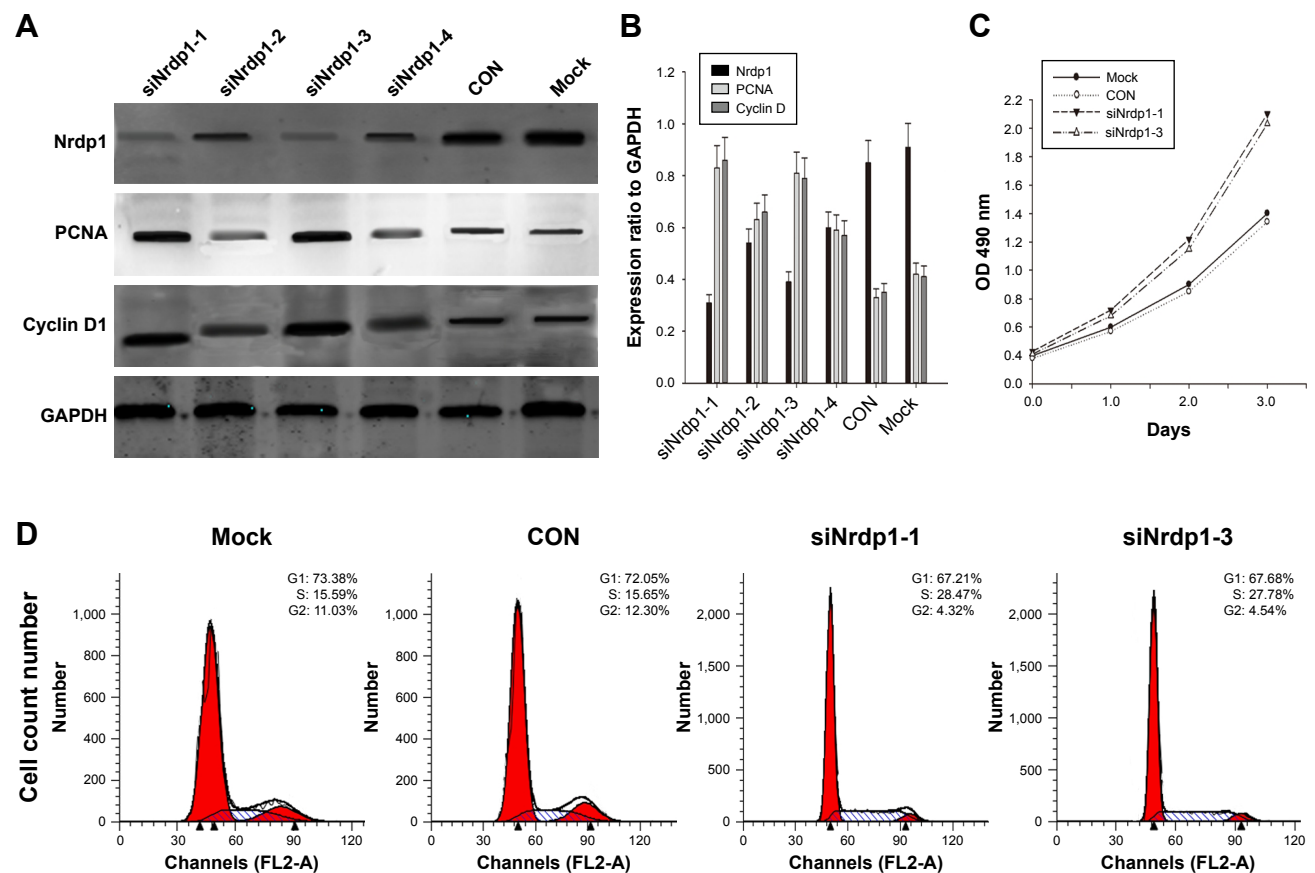 A
siNrdp1-1
siNrdp1-2
siNrdp1-3
siNrdp1-4
CON
Mock
Nrdp1
PCNA
Cyclin D1
GAPDH
B
Nrdp1
PCNA
Cyclin D
Expression ratio to GAPDH
1.2
1.0
0.8
0.6
0.4
0.2
0.0
siNrdp1-1
siNrdp1-2
siNrdp1-3
siNrdp1-4
CON
Mock
C
Mock
CON
siNrdp1-1
siNrdp1-3
OD 490 nm
2.2
2.0
1.8
1.6
1.4
1.2
1.0
0.8
0.6
0.4
0.0
0.0
1.0
2.0
3.0
0.0
Days
D
Cell count number
Mock
G1: 73.38%
S: 15.59%
G2: 11.03%
Number
1,000
800
600
400
200
0
0 30 60 90 120
Channels (FL2-A)
CON
G1: 72.05%
S: 15.65%
G2: 12.30%
Number
1,000
800
600
400
200
0
0 30 60 90 120
Channels (FL2-A)
siNrdp1-1
G1: 67.21%
S: 28.47%
G2: 4.32%
Number
2,000
1,500
1,000
500
0
0 30 60 90 140
Channels (FL2-A)
siNrdp1-3
G1: 67.68%
S: 27.78%
G2: 4.54%
Number
2,000
1,500
1,000
500
0
0 30 60 90 120
Channels (FL2-A)